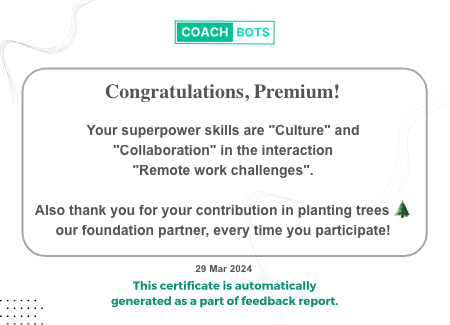 COACH BOTS
Congratulations, Premium!
Your superpower skills are "Culture" and
"Collaboration" in the interaction
"Remote work challenges".
Also thank you for your contribution in planting trees 🌲
our foundation partner, every time you participate!
29 Mar 2024
This certificate is automatically
generated as a part of feedback report.